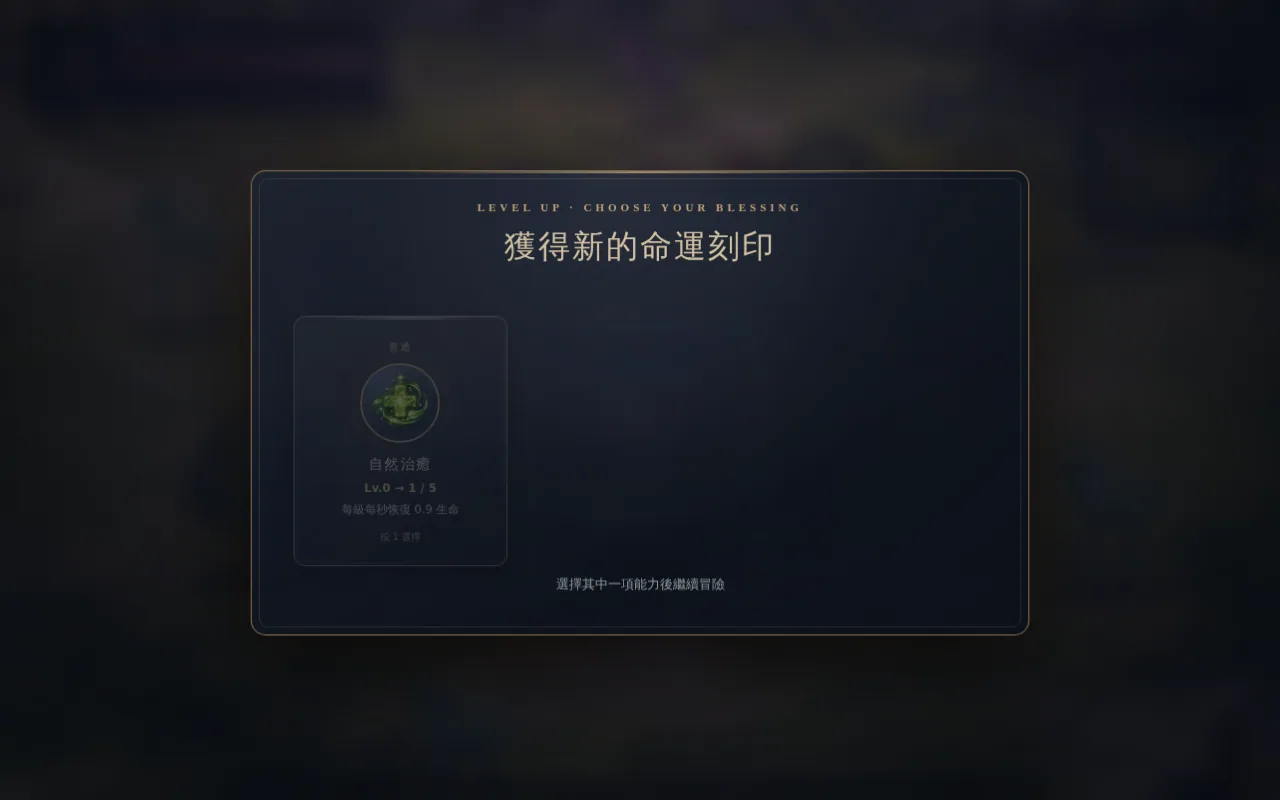 LEVEL UP · CHOOSE YOUR BLESSING
獲得新的命運刻印
普通
自然治癒
Lv.0 → 1 / 5
每級每秒恢復 0.9 生命
按 1 選擇
選擇其中一項能力後繼續冒險